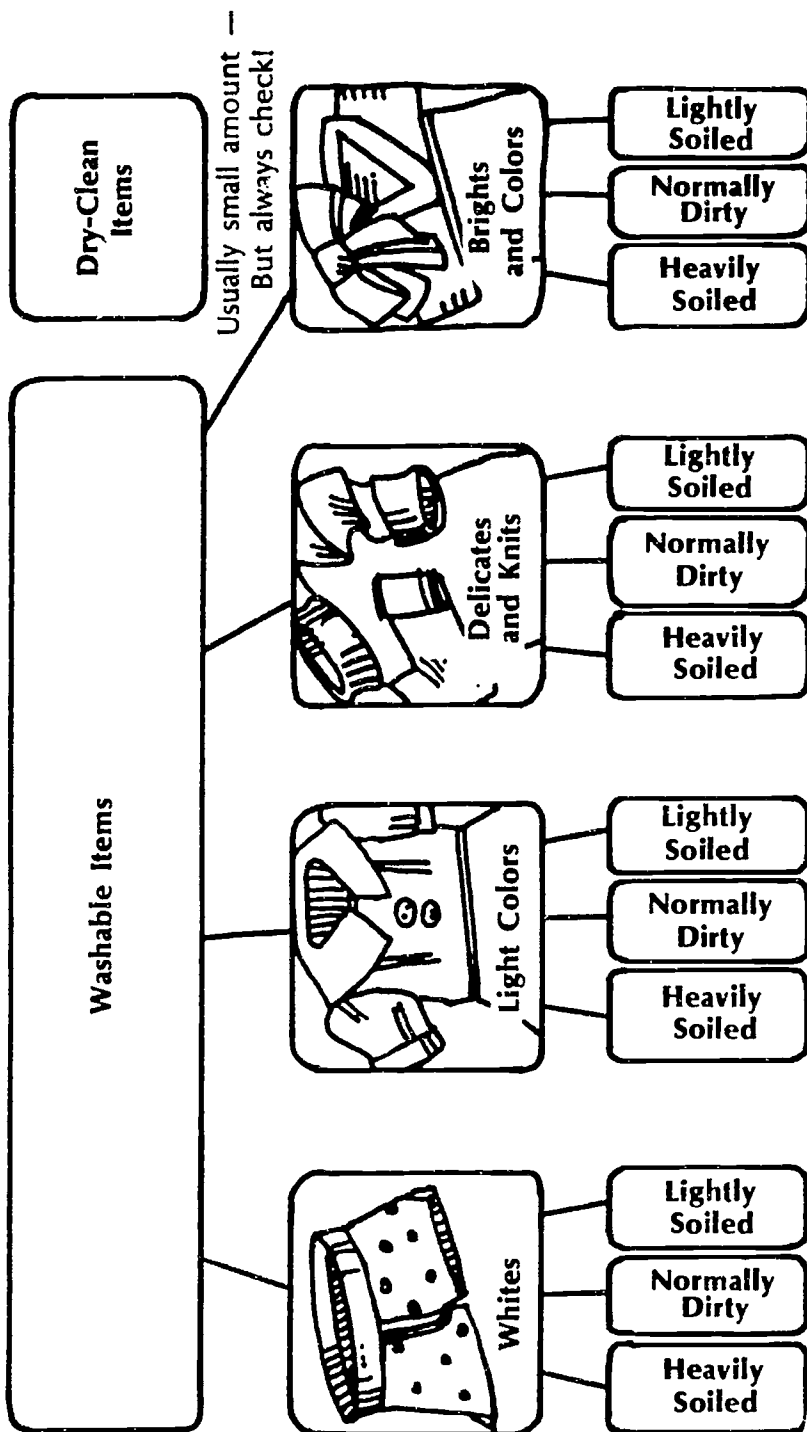 Washable Items
Dry-Clean
Items
Usually small amount —
But always check!
Whites
Light Colors
Delicates
and Knits
Brights
and Colors
Heavily
Soiled
Normally
Dirty
Lightly
Soiled
Heavily
Soiled
Normally
Dirty
Lightly
Soiled
Heavily
Soiled
Normally
Dirty
Lightly
Soiled
Heavily
Soiled
Normally
Dirty
Lightly
Soiled